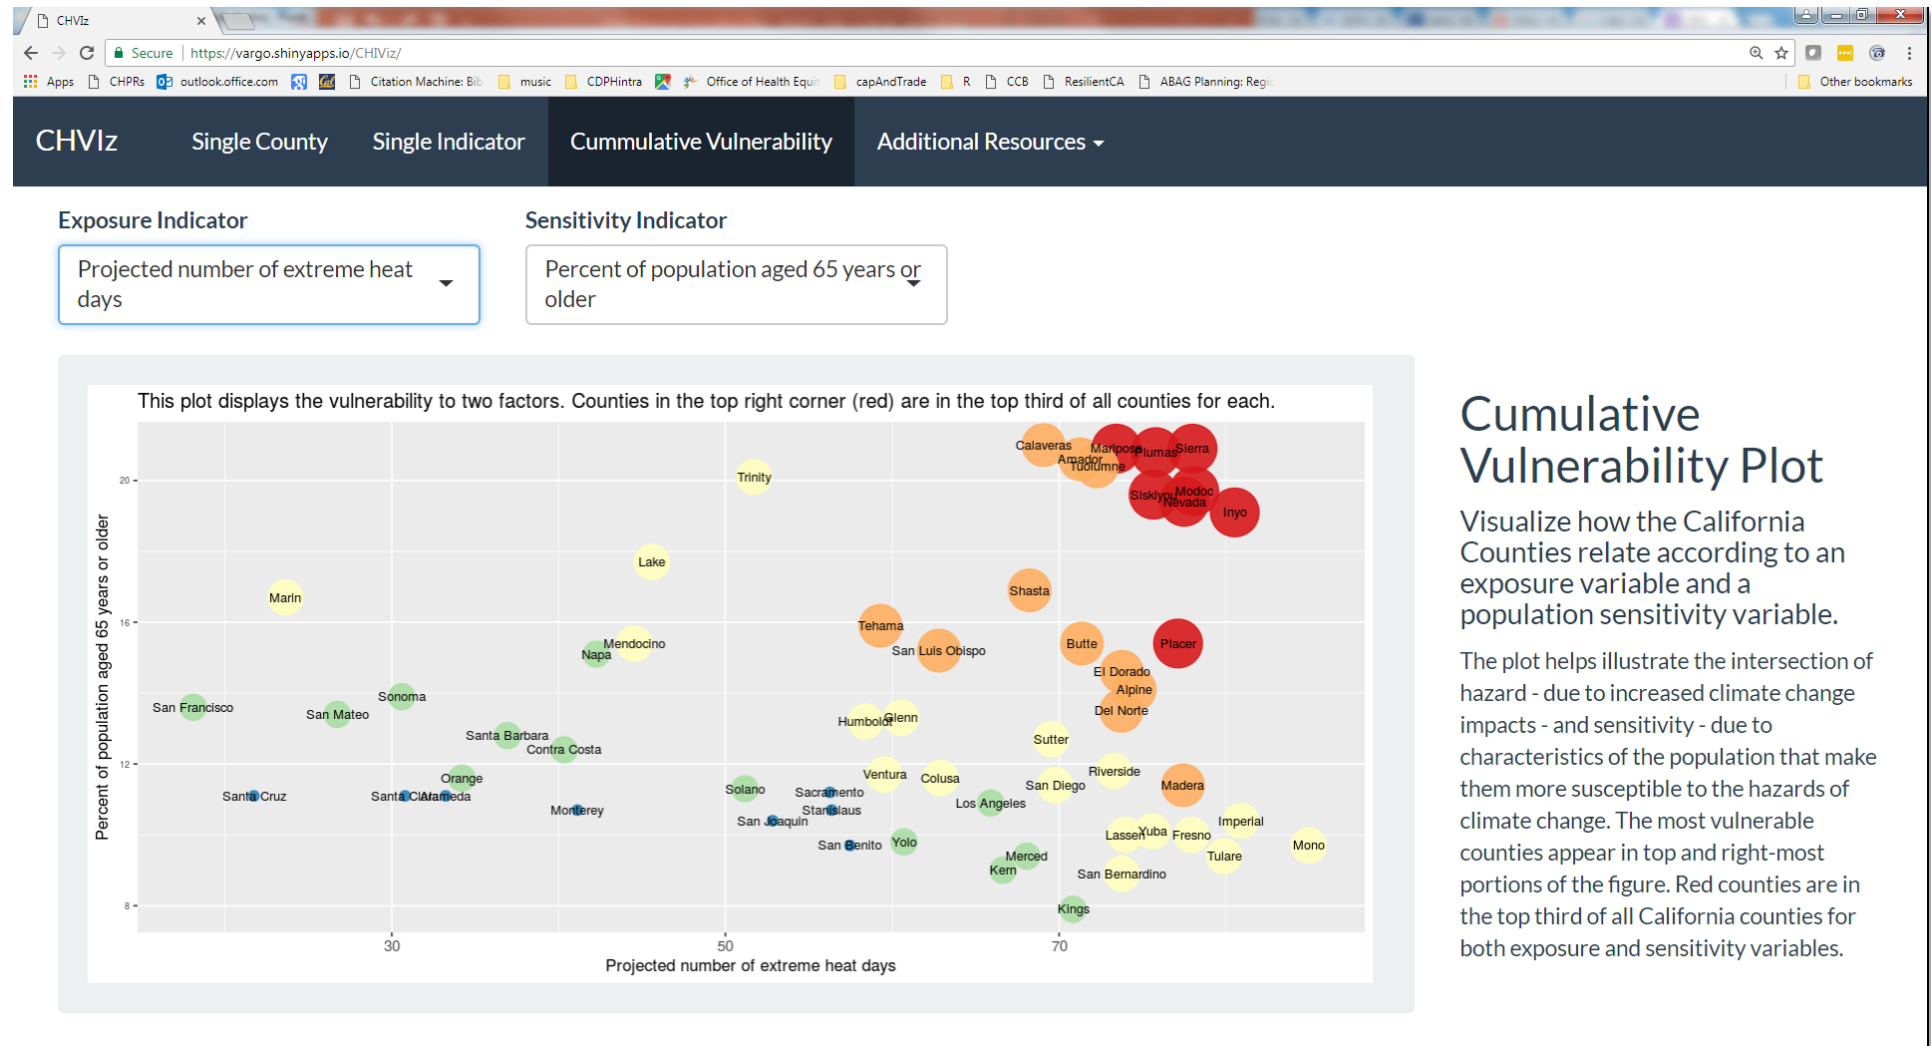 CHVIz
Secure | https://vargo.shinyapps.io/CHIViz/
Apps CHPRs outlook.office.com Citation Machine: Bib music CDPHintra Office of Health Equit capAndTrade R CCB ResilientCA ABAG Planning: Regio Other bookmarks
CHVIz Single County Single Indicator Cummulative Vulnerability Additional Resources
Exposure Indicator Sensitivity Indicator
Projected number of extreme heat
days
Percent of population aged 65 years or
older
This plot displays the vulnerability to two factors. Counties in the top right corner (red) are in the top third of all counties for each.
Percent of population aged 65 years or older
20
16
12
8
Calaveras
Amador
Tuolumne
Mariposa
Plumas
Sierra
Trinity
Siskiyou
Modoc
Nevada
Inyo
Lake
Marin
Shasta
Tehama
Mendocino
Napa
San Luis Obispo
Butte
Placer
El Dorado
Alpine
Del Norte
San Francisco
San Mateo
Sonoma
Humboldt
Glenn
Santa Barbara
Contra Costa
Sutter
Orange
Ventura
Colusa
San Diego
Riverside
Madera
Santa Cruz
Santa Clara
Alameda
Monterey
Solano
Sacramento
Stanislaus
San Joaquin
Los Angeles
San Benito
Yolo
Lassen
Yuba
Fresno
Imperial
Tulare
Mono
Merced
Kern
San Bernardino
Kings
30 50 70
Projected number of extreme heat days
Cumulative
Vulnerability Plot
Visualize how the California
Counties relate according to an
exposure variable and a
population sensitivity variable.
The plot helps illustrate the intersection of
hazard - due to increased climate change
impacts - and sensitivity - due to
characteristics of the population that make
them more susceptible to the hazards of
climate change. The most vulnerable
counties appear in top and right-most
portions of the figure. Red counties are in
the top third of all California counties for
both exposure and sensitivity variables.